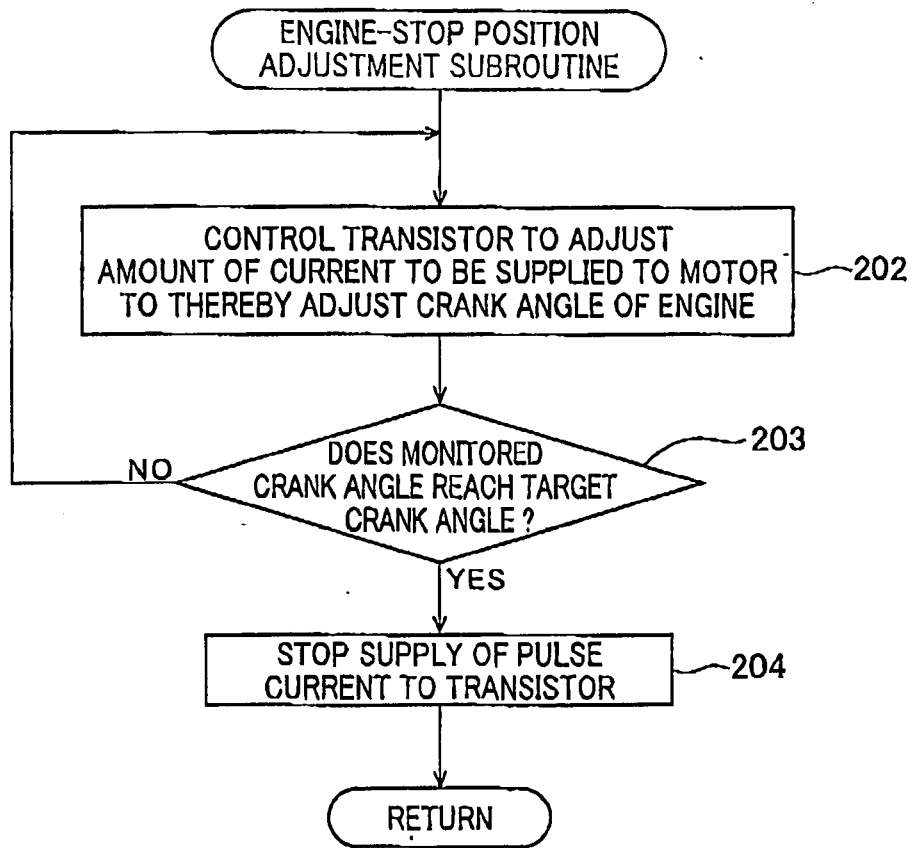 ENGINE-STOP POSITION
ADJUSTMENT SUBROUTINE
CONTROL TRANSISTOR TO ADJUST
AMOUNT OF CURRENT TO BE SUPPLIED TO MOTOR
TO THEREBY ADJUST CRANK ANGLE OF ENGINE
202
DOES MONITORED
CRANK ANGLE REACH TARGET
CRANK ANGLE ?
203
NO
YES
STOP SUPPLY OF PULSE
CURRENT TO TRANSISTOR
204
RETURN